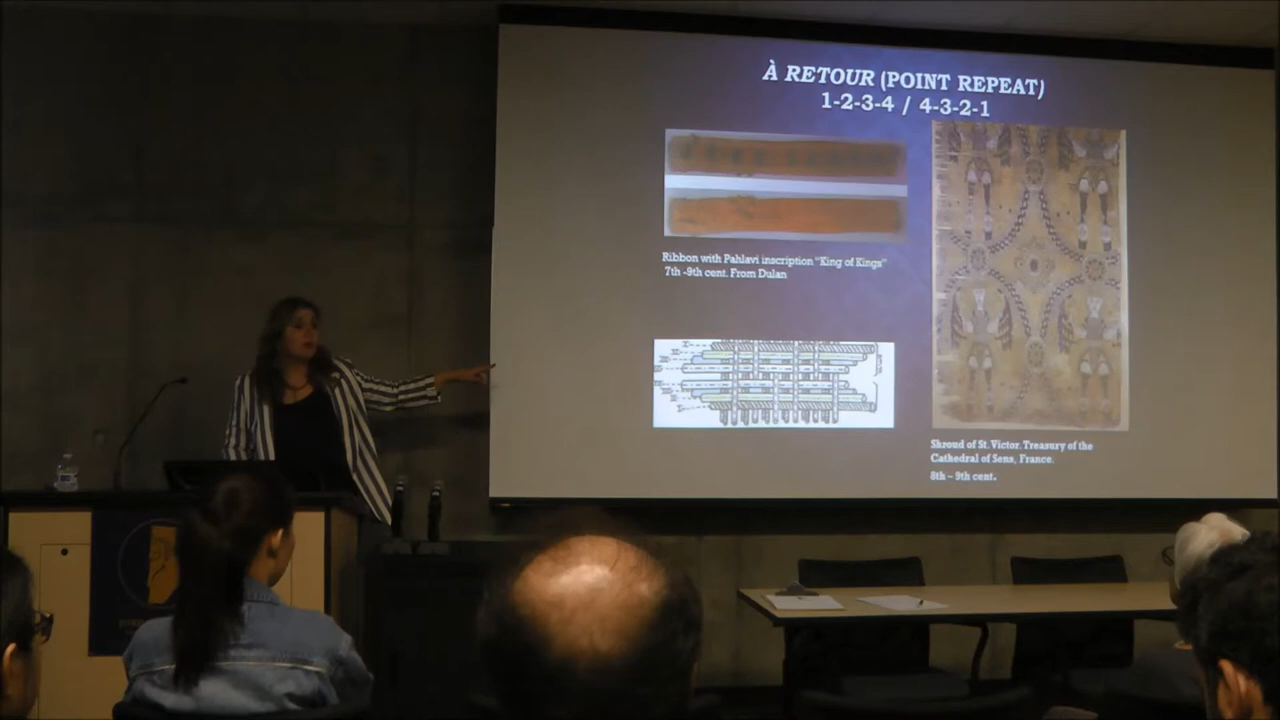 À RETOUR (POINT REPEAT)
1-2-3-4 / 4-3-2-1
Ribbon with Pahlavi inscription "King of Kings"
7th -9th cent. From Dulan
Shroud of St. Victor. Treasury of the
Cathedral of Sens, France.
8th – 9th cent.